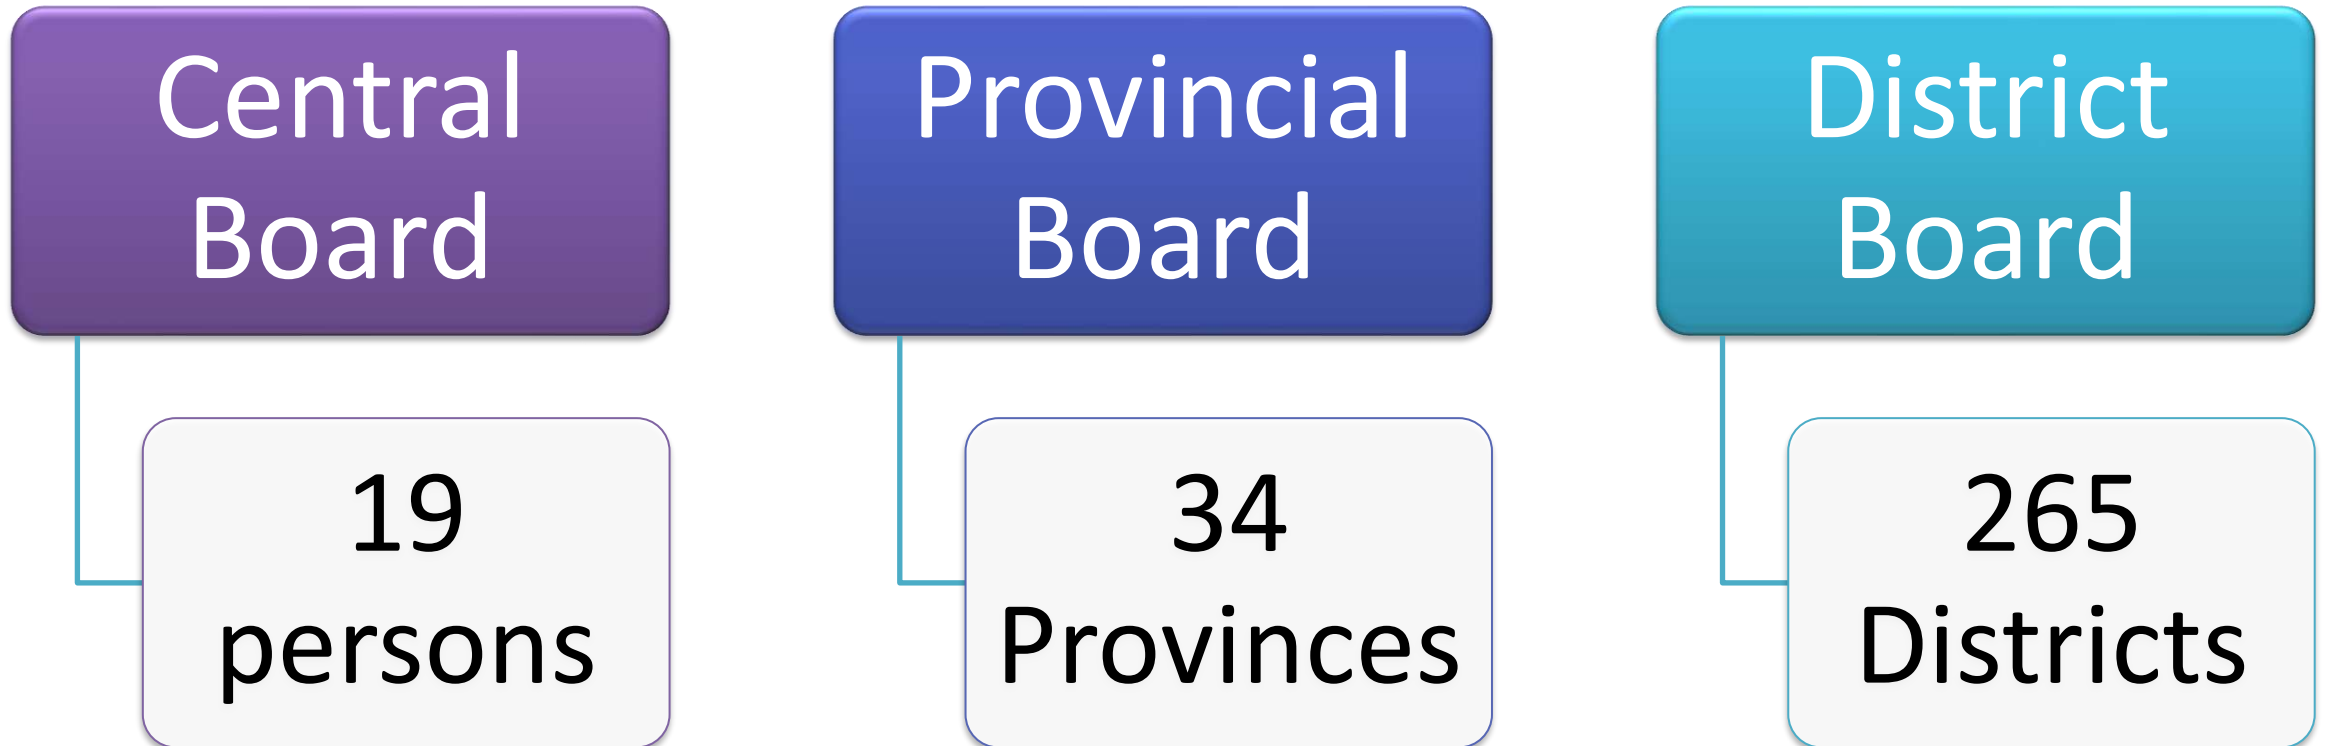 Central
Board
19
persons
Provincial
Board
34
Provinces
District
Board
265
Districts